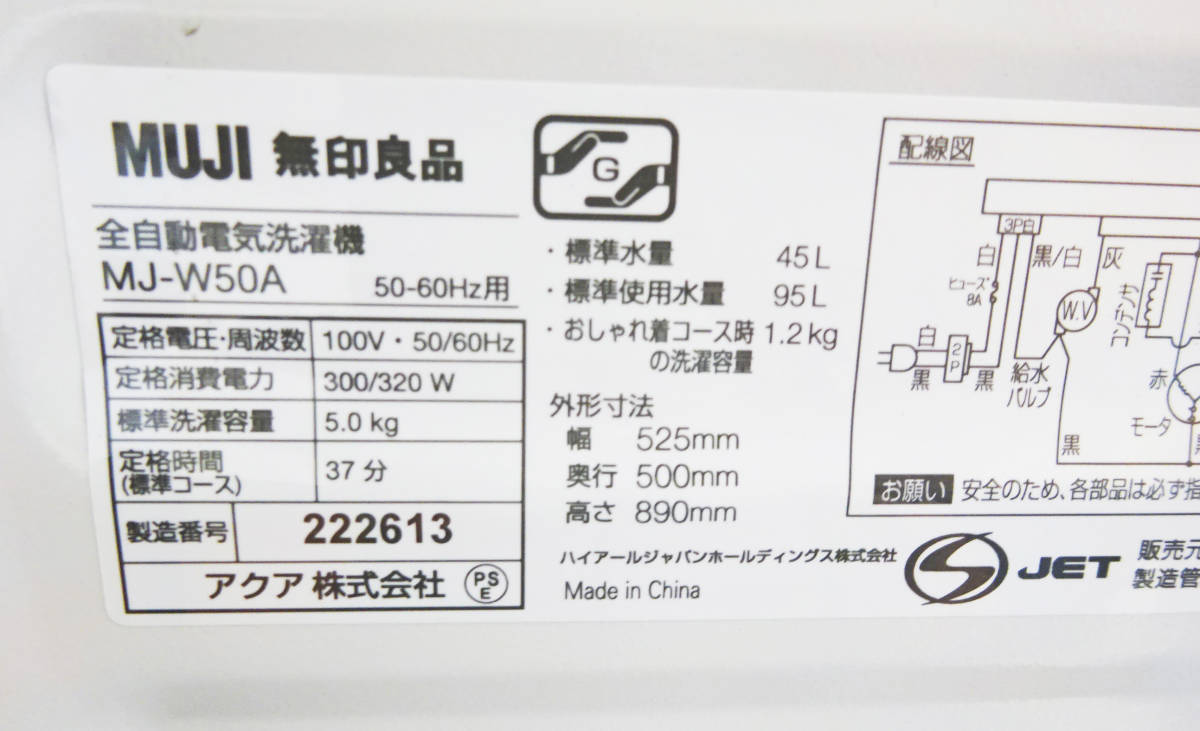 MUJI 無印良品
全自動電気洗濯機
MJ-W50A 50-60Hz用
定格電圧・周波数 100V・50/60Hz
定格消費電力 300/320 W
標準洗濯容量 5.0 kg
定格時間 37 分
(標準コース)
製造番号 222613
アクア 株式会社 PSE
G
・標準水量 45L
・標準使用水量 95L
・おしゃれ着コース時 1.2kg
の洗濯容量
外形寸法
幅 525mm
奥行 500mm
高さ 890mm
ハイアールジャパンホールディングス株式会社
Made in China
配線図
3P白
白 黒/白 灰
ヒューズ
8A
W.V
コンデンサ
白
2P
黒 黒
給水
バルブ
赤
モータ
黒
お願い 安全のため、各部品は必ず指
S JET
販売元
製造管